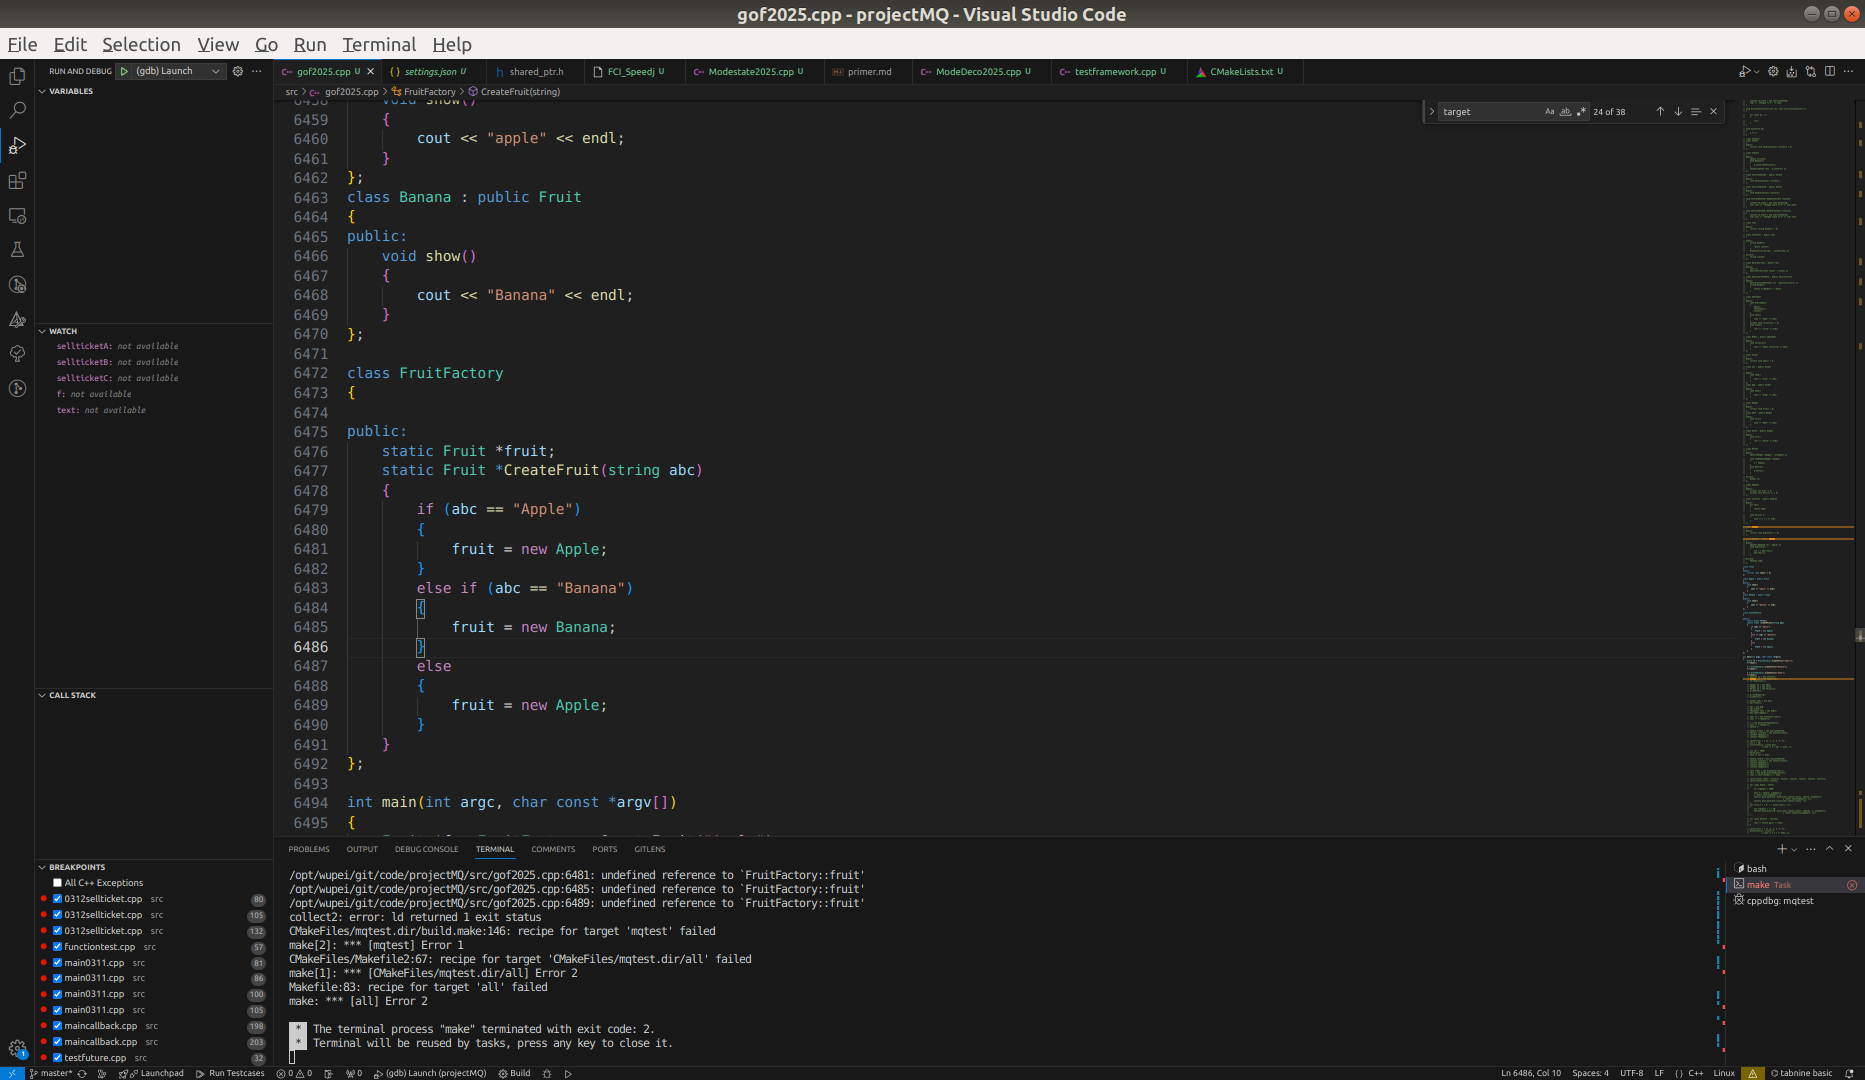 gof2025.cpp - projectMQ - Visual Studio Code
File Edit Selection View Go Run Terminal Help
RUN AND DEBUG (gdb) Launch
gof2025.cpp U
settings.json U
shared_ptr.h
FCI_Speedj U
Modestate2025.cpp U
primer.md
ModeDeco2025.cpp U
testframework.cpp U
CMakeLists.txt U
src > gof2025.cpp > FruitFactory > CreateFruit(string)
target Aa ab .* 24 of 38
VARIABLES
WATCH
sellticketA: not available
sellticketB: not available
sellticketC: not available
f: not available
text: not available
CALL STACK
BREAKPOINTS
All C++ Exceptions
0312sellticket.cpp src 80
0312sellticket.cpp src 105
0312sellticket.cpp src 132
functiontest.cpp src 57
main0311.cpp src 81
main0311.cpp src 86
main0311.cpp src 100
main0311.cpp src 105
maincallback.cpp src 198
maincallback.cpp src 203
testfuture.cpp src 32
6458 void show()
6459 {
6460 cout << "apple" << endl;
6461 }
6462 };
6463 class Banana : public Fruit
6464 {
6465 public:
6466 void show()
6467 {
6468 cout << "Banana" << endl;
6469 }
6470 };
6471
6472 class FruitFactory
6473 {
6474
6475 public:
6476 static Fruit *fruit;
6477 static Fruit *CreateFruit(string abc)
6478 {
6479 if (abc == "Apple")
6480 {
6481 fruit = new Apple;
6482 }
6483 else if (abc == "Banana")
6484 {
6485 fruit = new Banana;
6486 }
6487 else
6488 {
6489 fruit = new Apple;
6490 }
6491 }
6492 };
6493
6494 int main(int argc, char const *argv[])
6495 {
PROBLEMS OUTPUT DEBUG CONSOLE TERMINAL COMMENTS PORTS GITLENS
/opt/wupei/git/code/projectMQ/src/gof2025.cpp:6481: undefined reference to `FruitFactory::fruit'
/opt/wupei/git/code/projectMQ/src/gof2025.cpp:6485: undefined reference to `FruitFactory::fruit'
/opt/wupei/git/code/projectMQ/src/gof2025.cpp:6489: undefined reference to `FruitFactory::fruit'
collect2: error: ld returned 1 exit status
CMakeFiles/mqtest.dir/build.make:146: recipe for target 'mqtest' failed
make[2]: *** [mqtest] Error 1
CMakeFiles/Makefile2:67: recipe for target 'CMakeFiles/mqtest.dir/all' failed
make[1]: *** [CMakeFiles/mqtest.dir/all] Error 2
Makefile:83: recipe for target 'all' failed
make: *** [all] Error 2
* The terminal process "make" terminated with exit code: 2.
* Terminal will be reused by tasks, press any key to close it.
bash
make Task
cppdbg: mqtest
1
master* Launchpad Run Testcases 0 0 0 (gdb) Launch (projectMQ) Build Ln 6486, Col 10 Spaces: 4 UTF-8 LF { } C++ Linux tabnine basic